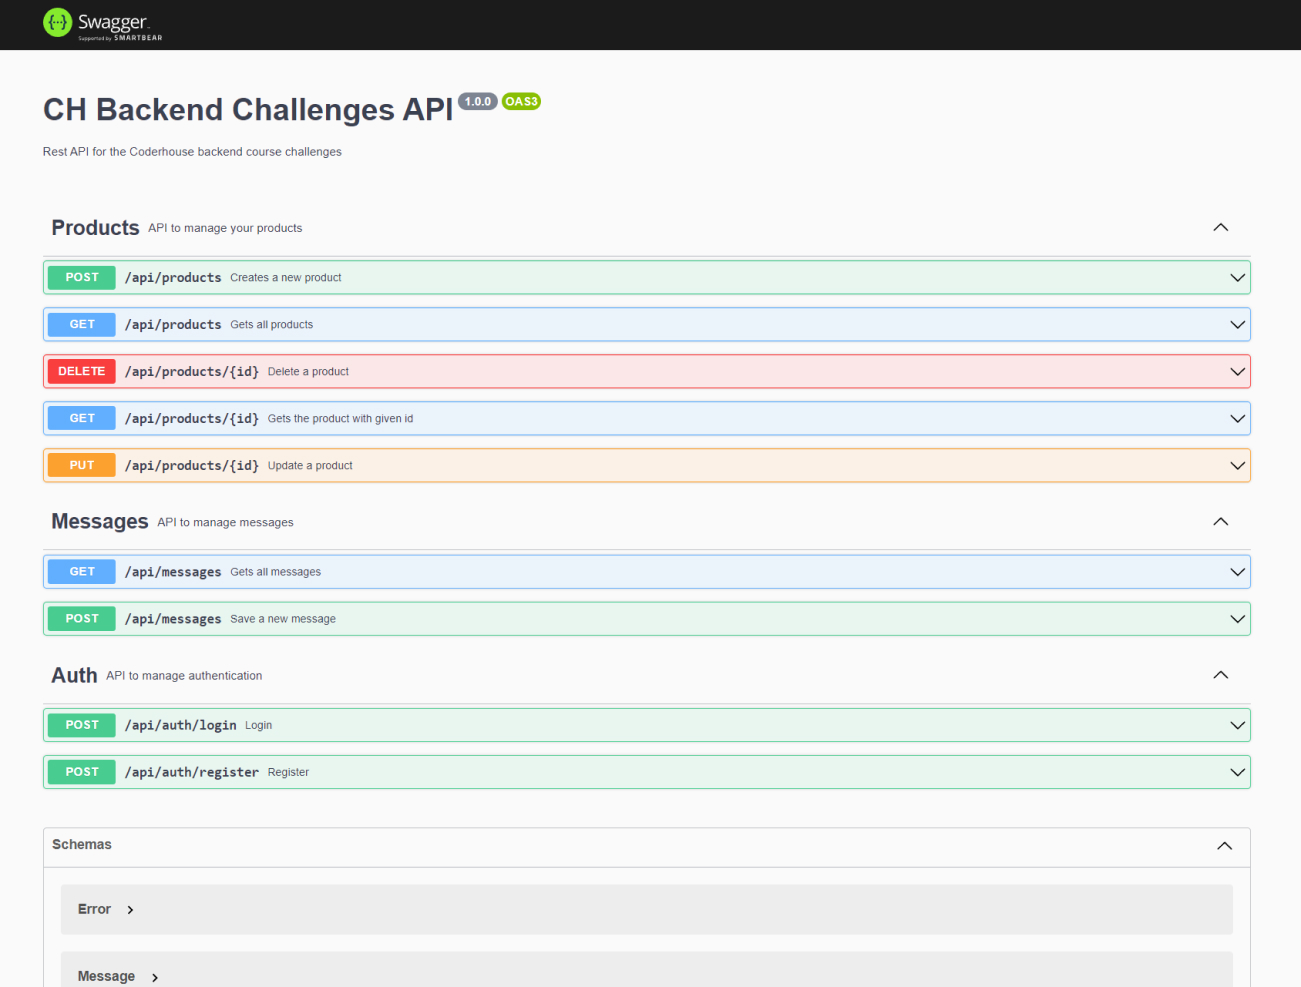 {···} Swagger
Supported by SMARTBEAR
CH Backend Challenges API 1.0.0 OAS3
Rest API for the Coderhouse backend course challenges
Products API to manage your products
POST /api/products Creates a new product
GET /api/products Gets all products
DELETE /api/products/{id} Delete a product
GET /api/products/{id} Gets the product with given id
PUT /api/products/{id} Update a product
Messages API to manage messages
GET /api/messages Gets all messages
POST /api/messages Save a new message
Auth API to manage authentication
POST /api/auth/login Login
POST /api/auth/register Register
Schemas
Error
Message